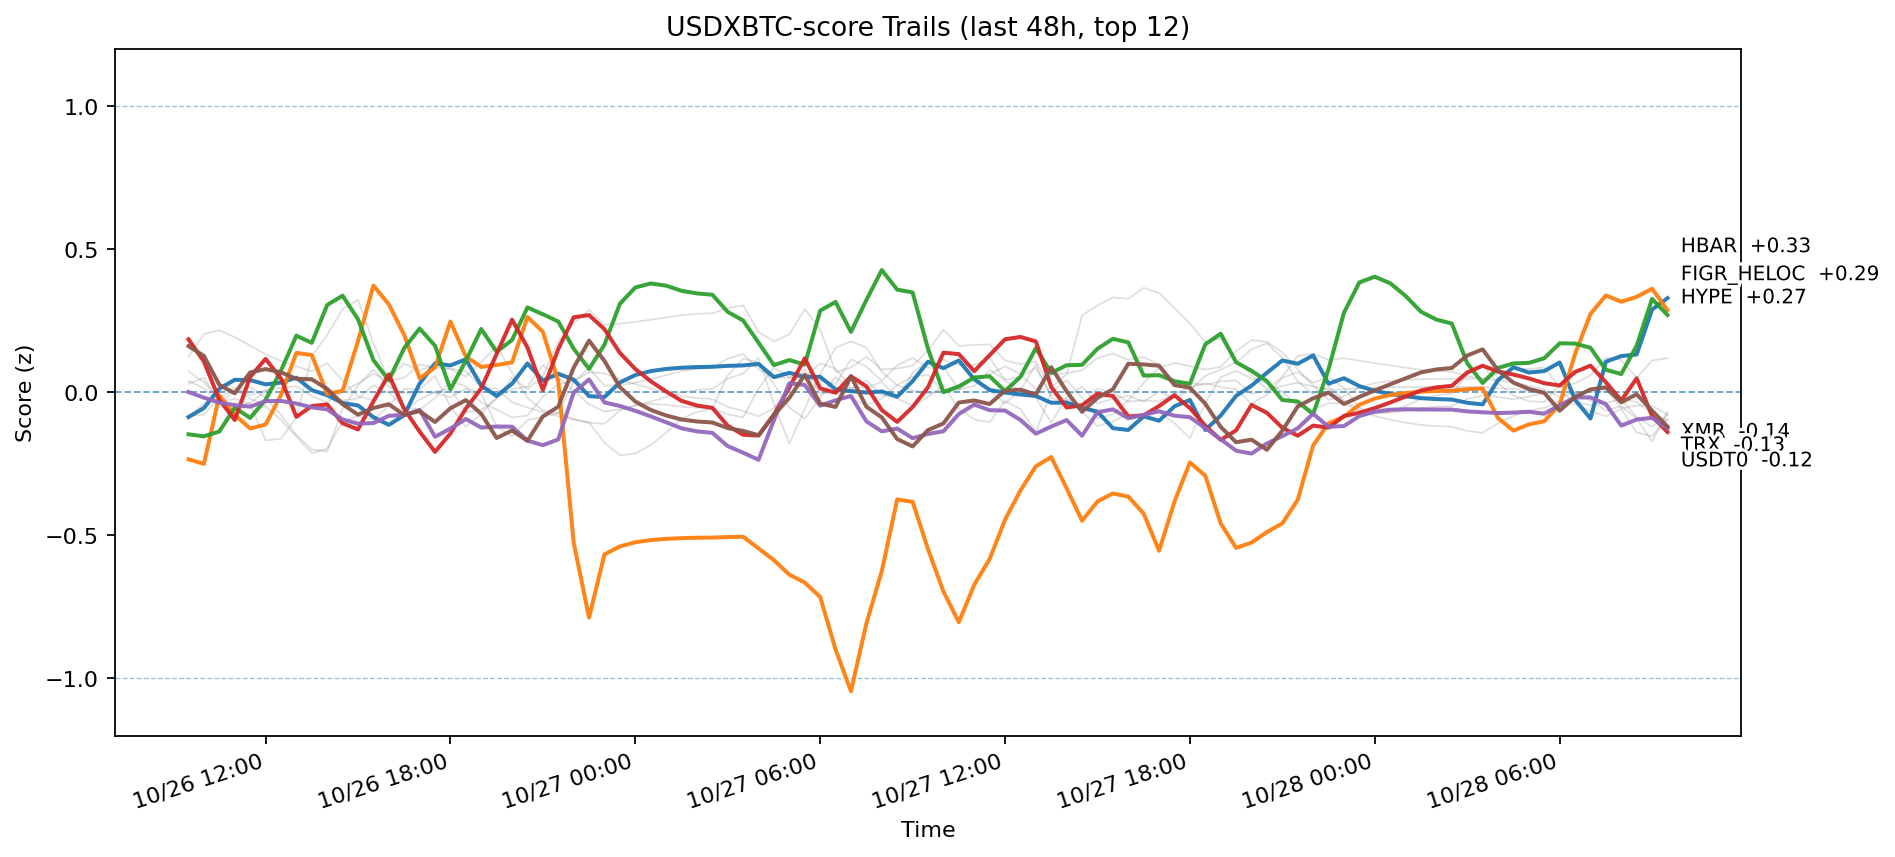 USDXBTC-score Trails (last 48h, top 12)
1.0
0.5
0.0
−0.5
−1.0
Score (z)
HBAR +0.33
FIGR_HELOC +0.29
HYPE +0.27
XMR -0.14
TRX -0.13
USDT0 -0.12
10/26 12:00
10/26 18:00
10/27 00:00
10/27 06:00
10/27 12:00
10/27 18:00
10/28 00:00
10/28 06:00
Time